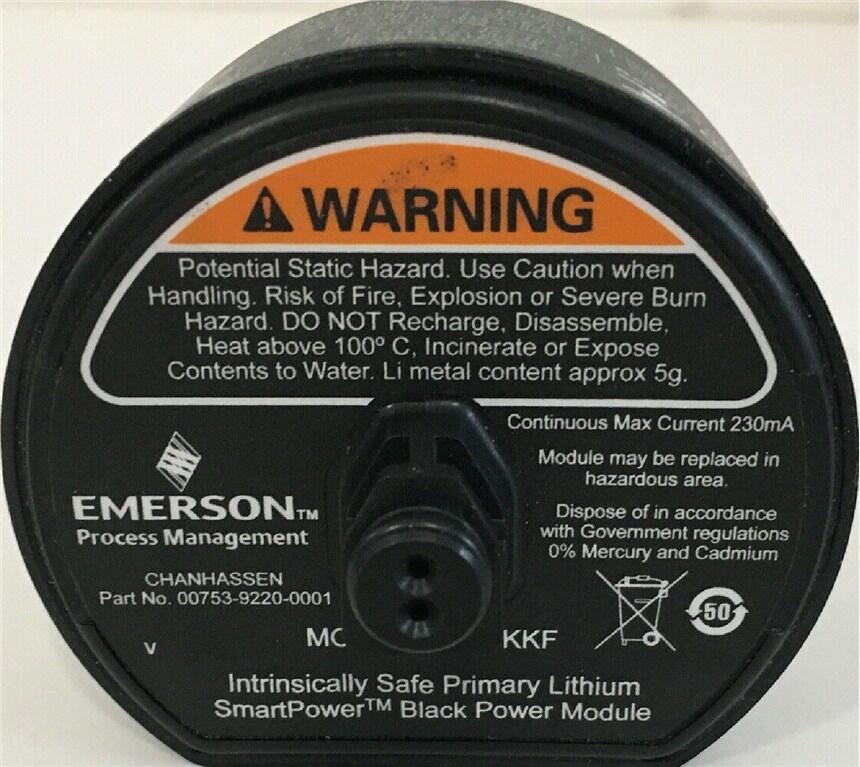 WARNING
Potential Static Hazard. Use Caution when
Handling. Risk of Fire, Explosion or Severe Burn
Hazard. DO NOT Recharge, Disassemble,
Heat above 100º C, Incinerate or Expose
Contents to Water. Li metal content approx 5g.
Continuous Max Current 230mA
Module may be replaced in
hazardous area.
Dispose of in accordance
with Government regulations
0% Mercury and Cadmium
EMERSON™
Process Management
CHANHASSEN
Part No. 00753-9220-0001
50
V
MC KKF
Intrinsically Safe Primary Lithium
SmartPower™ Black Power Module